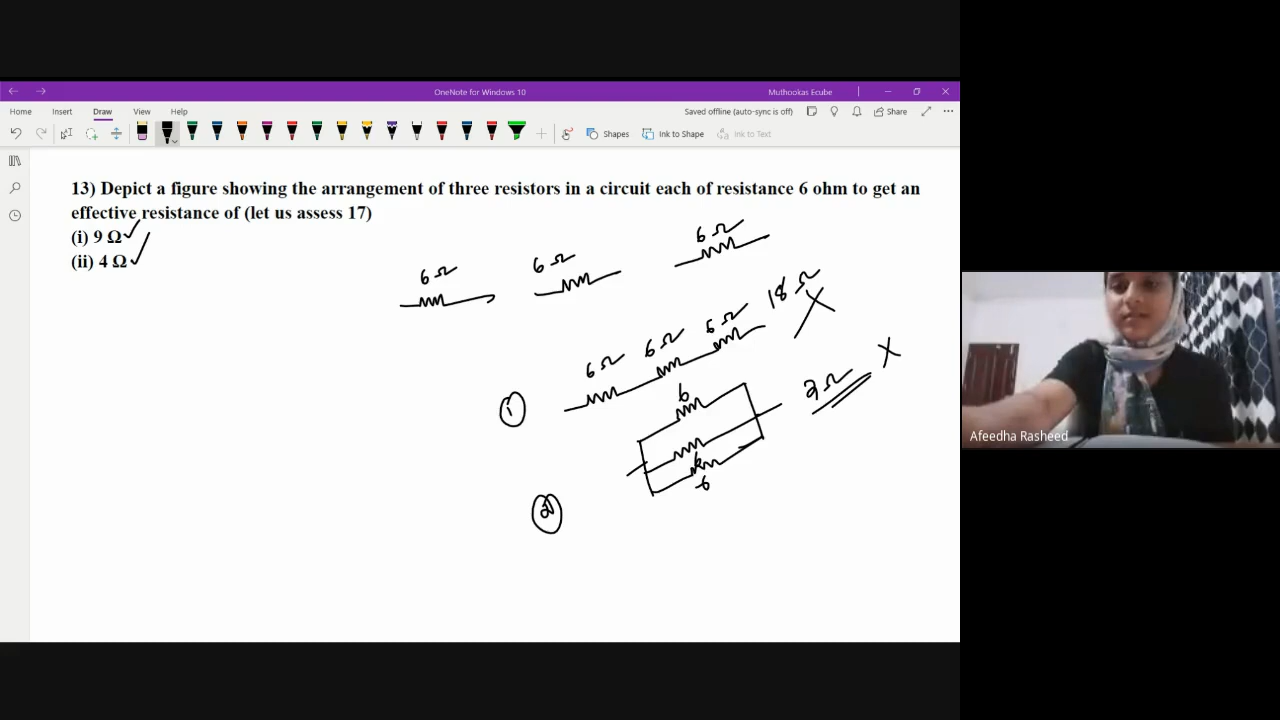 OneNote for Windows 10
Muthookas Ecube
Home Insert Draw View Help
Saved offline (auto-sync is off)
Share
Shapes
Ink to Shape
Ink to Text
13) Depict a figure showing the arrangement of three resistors in a circuit each of resistance 6 ohm to get an
effective resistance of (let us assess 17)
(i) 9 Ω
(ii) 4 Ω
6 Ω 6 Ω 6 Ω
6 Ω 6 Ω 6 Ω 18 Ω X
1
6
2 Ω X
6
2
Afeedha Rasheed